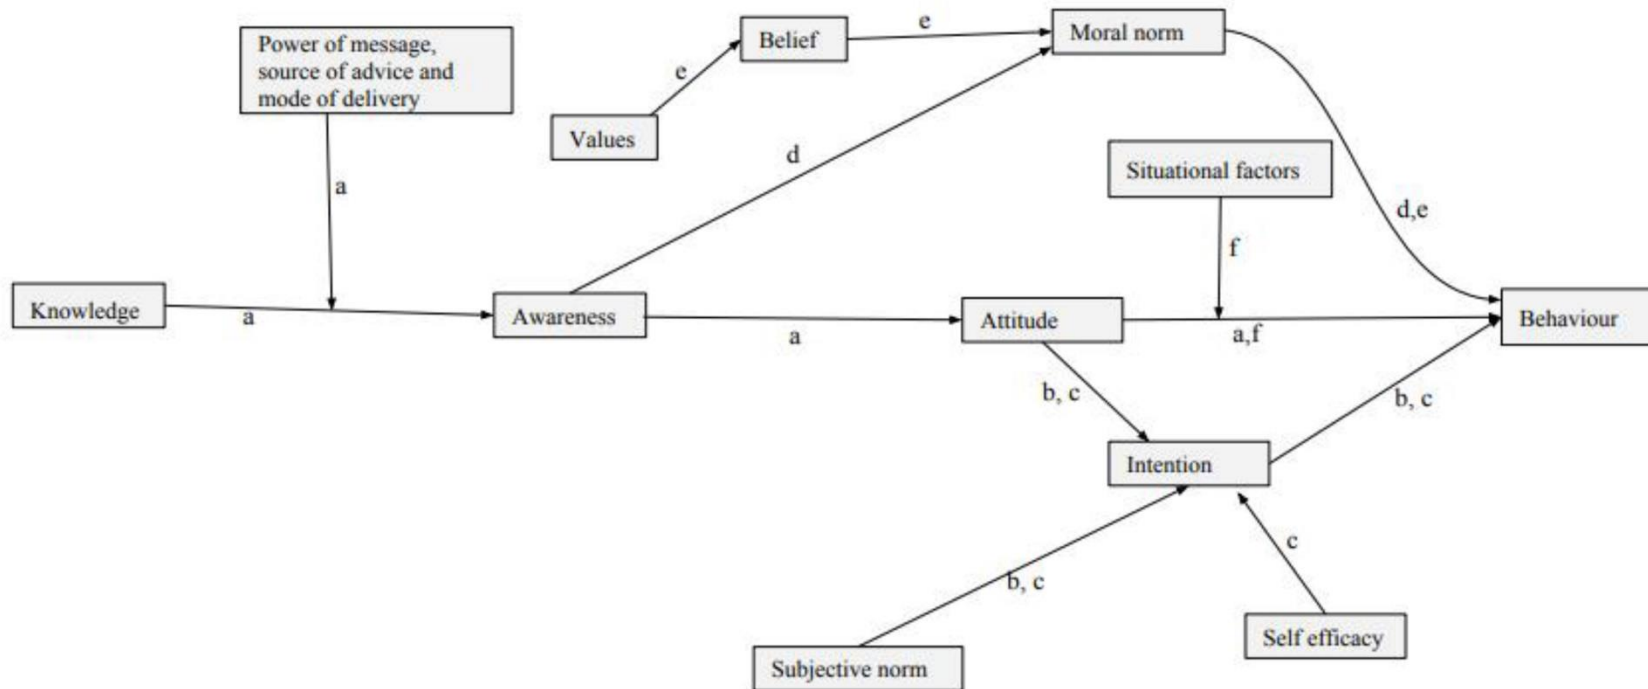 Power of message,
source of advice and
mode of delivery
Belief
e
Moral norm
e
Values
d
Situational factors
a
d,e
f
Knowledge
a
Awareness
a
Attitude
a,f
Behaviour
b, c
b, c
Intention
c
b, c
Self efficacy
Subjective norm